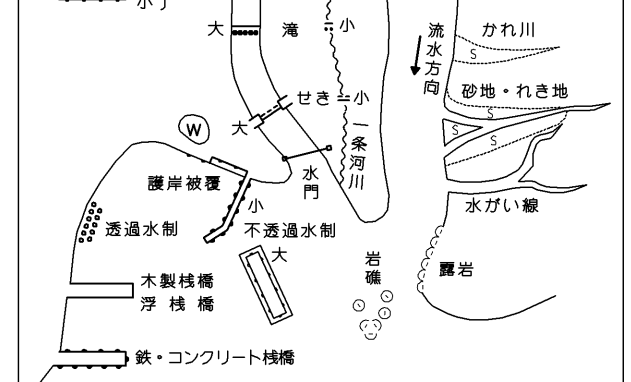 大
滝
小
流水方向
かれ川
S
砂地・れき地
せき
小
大
S
S
S
W
一条河川
水門
護岸被覆
水がい線
小
透過水制
不透過水制
大
岩礁
露岩
木製桟橋
浮桟橋
鉄・コンクリート桟橋